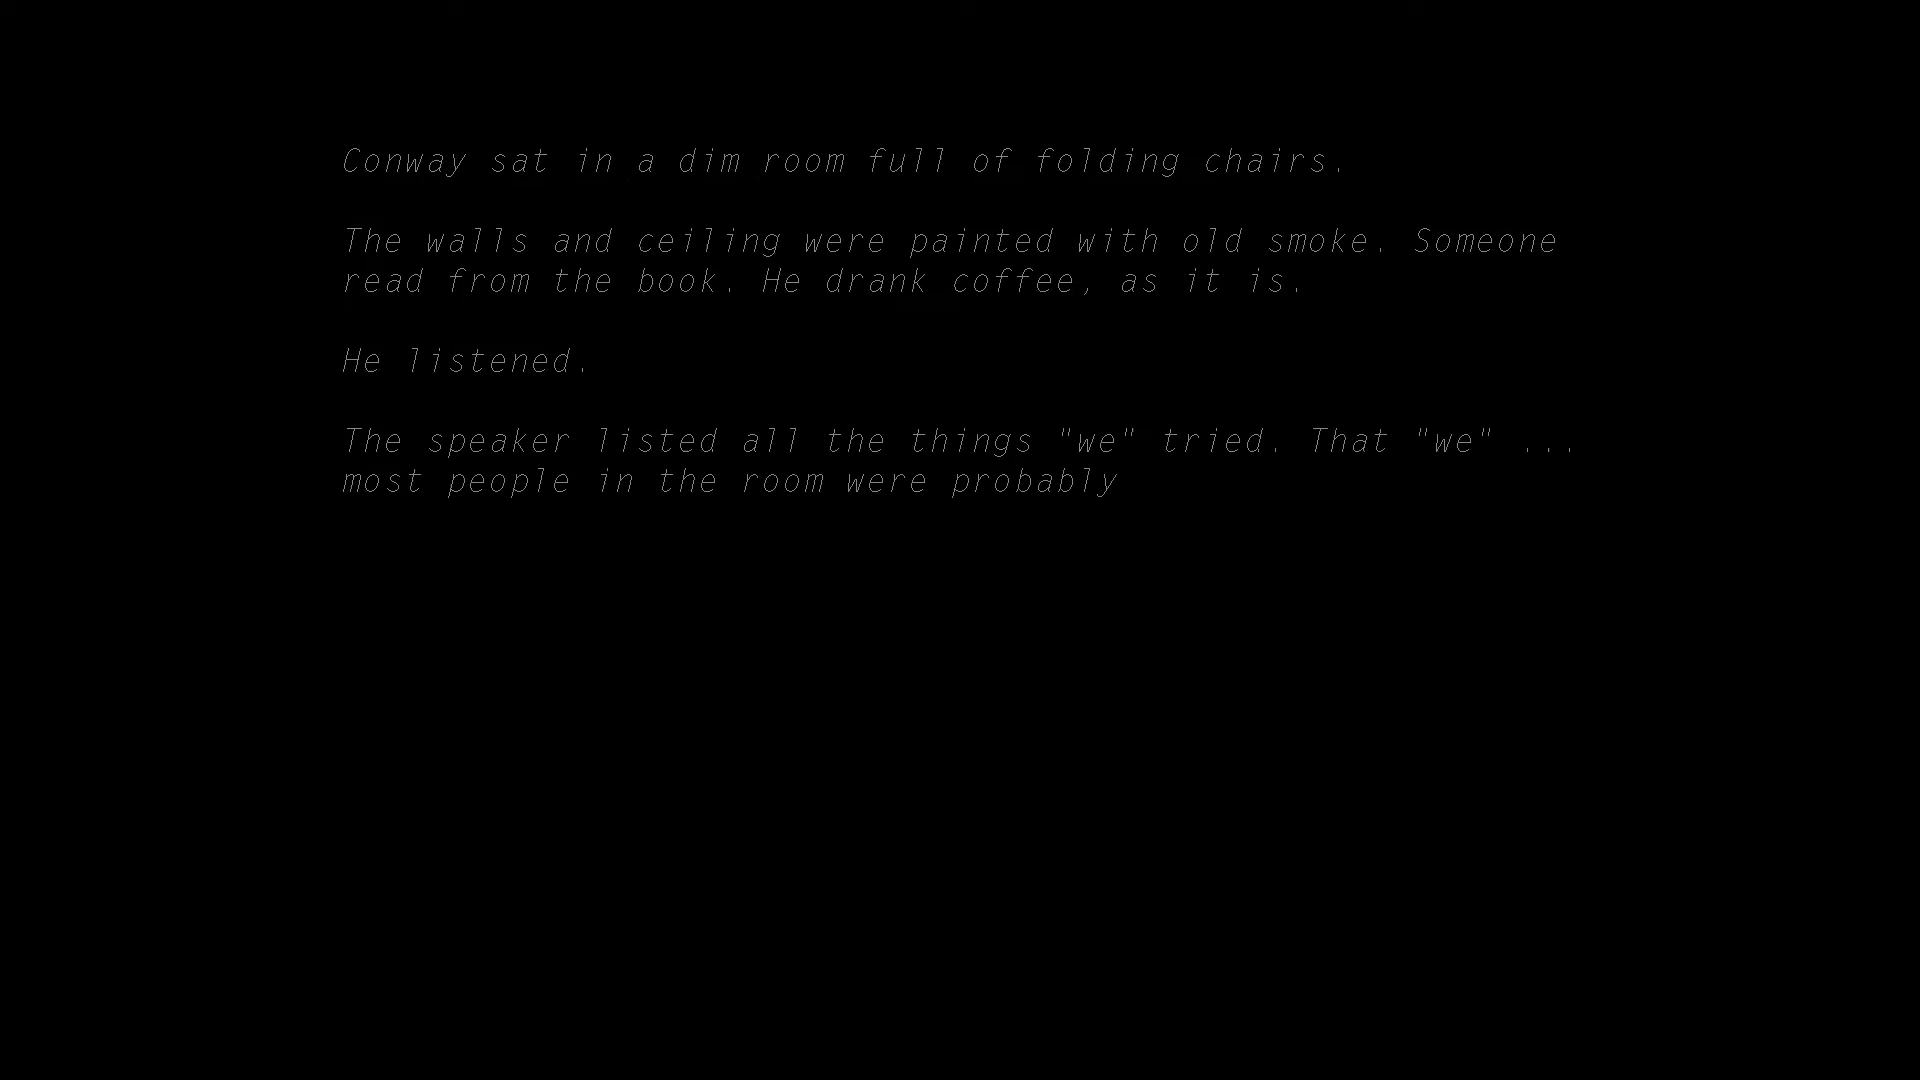 Conway sat in a dim room full of folding chairs.
The walls and ceiling were painted with old smoke. Someone
read from the book. He drank coffee, as it is.
He listened.
The speaker listed all the things "we" tried. That "we" ...
most people in the room were probably